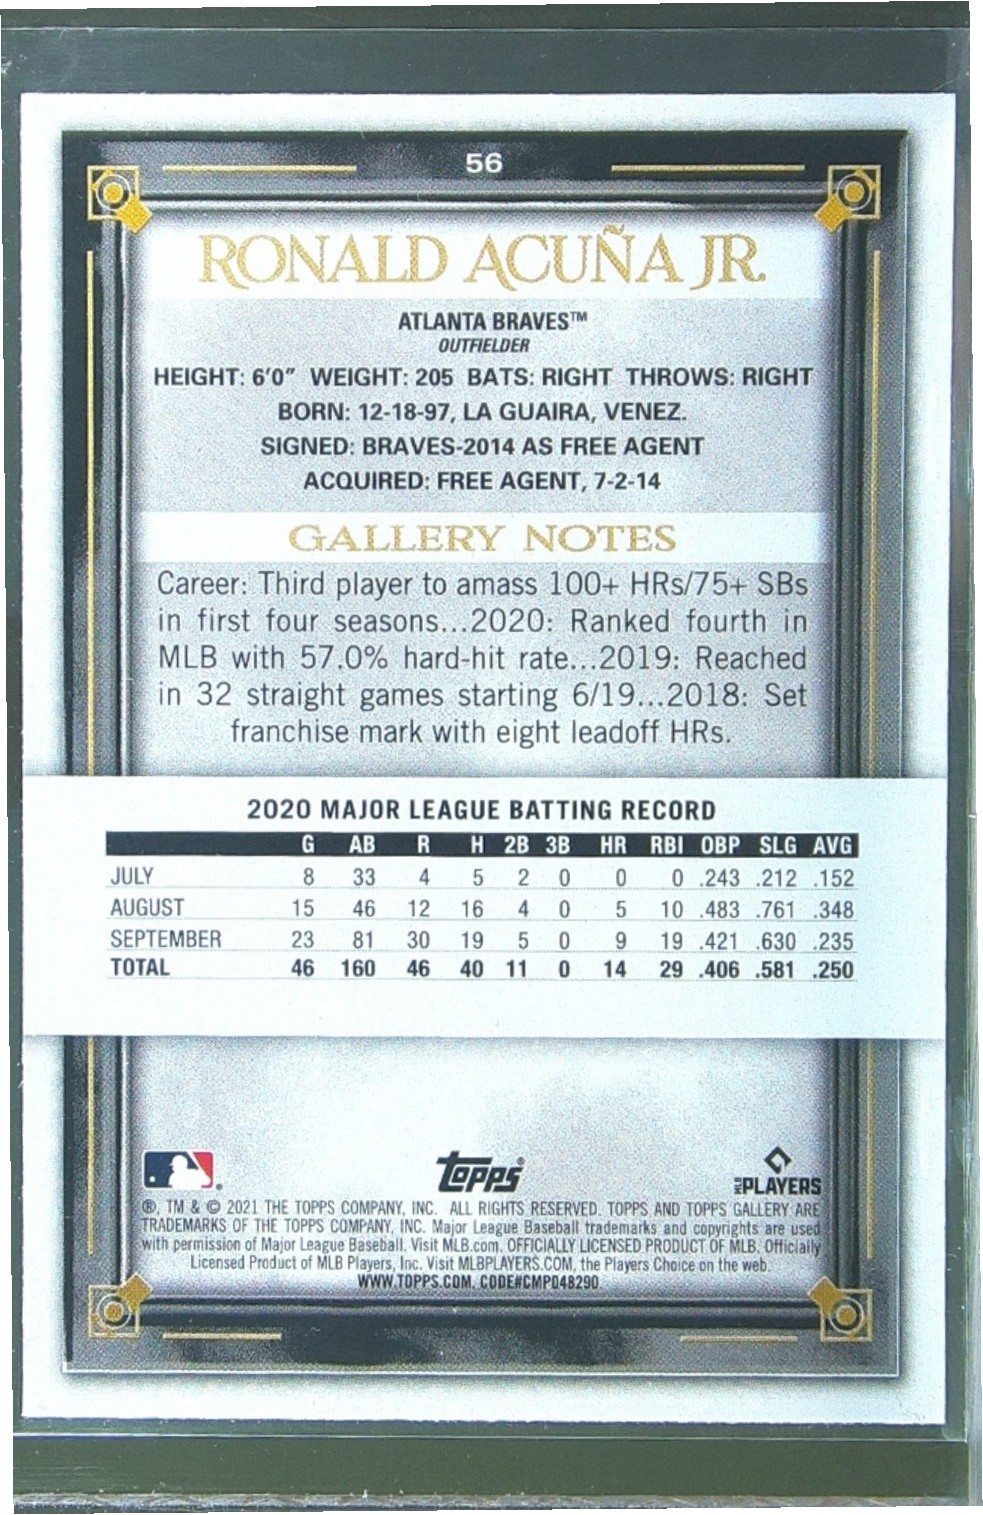 56
RONALD ACUÑA JR.
ATLANTA BRAVES™
OUTFIELDER
HEIGHT: 6'0" WEIGHT: 205 BATS: RIGHT THROWS: RIGHT
BORN: 12-18-97, LA GUAIRA, VENEZ.
SIGNED: BRAVES-2014 AS FREE AGENT
ACQUIRED: FREE AGENT, 7-2-14
GALLERY NOTES
Career: Third player to amass 100+ HRs/75+ SBs
in first four seasons...2020: Ranked fourth in
MLB with 57.0% hard-hit rate...2019: Reached
in 32 straight games starting 6/19...2018: Set
franchise mark with eight leadoff HRs.
2020 MAJOR LEAGUE BATTING RECORD
G AB R H 2B 3B HR RBI OBP SLG AVG
JULY 8 33 4 5 2 0 0 0 .243 .212 .152
AUGUST 15 46 12 16 4 0 5 10 .483 .761 .348
SEPTEMBER 23 81 30 19 5 0 9 19 .421 .630 .235
TOTAL 46 160 46 40 11 0 14 29 .406 .581 .250
Topps® MLB PLAYERS
®, TM & © 2021 THE TOPPS COMPANY, INC. ALL RIGHTS RESERVED. TOPPS AND TOPPS GALLERY ARE
TRADEMARKS OF THE TOPPS COMPANY, INC. Major League Baseball trademarks and copyrights are used
with permission of Major League Baseball. Visit MLB.com. OFFICIALLY LICENSED PRODUCT OF MLB. Officially
Licensed Product of MLB Players, Inc. Visit MLBPLAYERS.COM, the Players Choice on the web.
WWW.TOPPS.COM. CODE#CMP048290